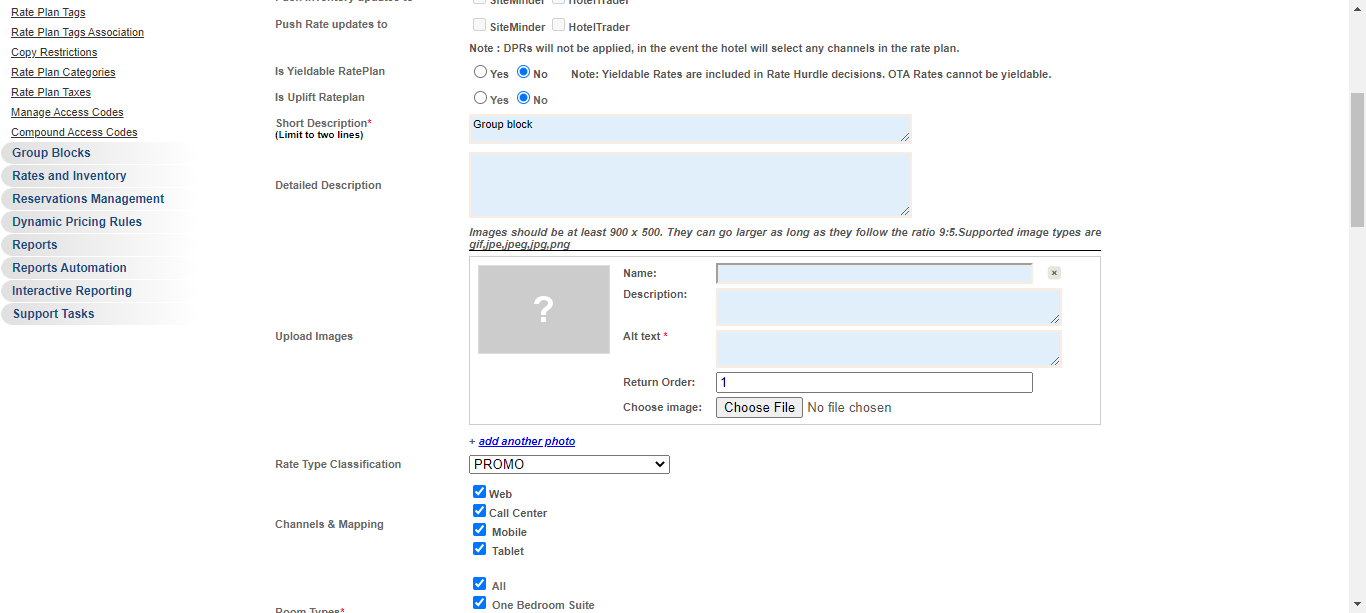 Rate Plan Tags
Rate Plan Tags Association
Copy Restrictions
Rate Plan Categories
Rate Plan Taxes
Manage Access Codes
Compound Access Codes
Group Blocks
Rates and Inventory
Reservations Management
Dynamic Pricing Rules
Reports
Reports Automation
Interactive Reporting
Support Tasks
Push Inventory updates to
SiteMinder HotelTrader
Push Rate updates to
SiteMinder HotelTrader
Note : DPRs will not be applied, in the event the hotel will select any channels in the rate plan.
Is Yieldable RatePlan
Yes No Note: Yieldable Rates are included in Rate Hurdle decisions. OTA Rates cannot be yieldable.
Is Uplift Rateplan
Yes No
Short Description*
(Limit to two lines)
Group block
Detailed Description
Images should be at least 900 x 500. They can go larger as long as they follow the ratio 9:5.Supported image types are
gif,jpe,jpeg,jpg,png
Upload Images
?
Name:
×
Description:
Alt text *
Return Order:
1
Choose image:
Choose File No file chosen
+ add another photo
Rate Type Classification
PROMO
Channels & Mapping
Web
Call Center
Mobile
Tablet
Room Types*
All
One Bedroom Suite